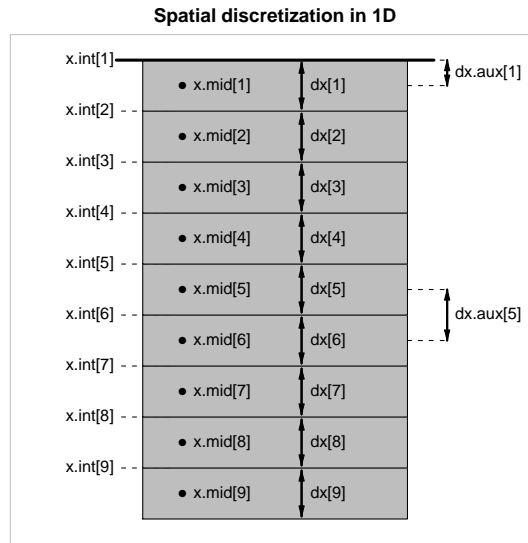 Spatial discretization in 1D
x.int[1]
dx.aux[1]
x.mid[1] dx[1]
x.int[2]
x.mid[2] dx[2]
x.int[3]
x.mid[3] dx[3]
x.int[4]
x.mid[4] dx[4]
x.int[5]
x.mid[5] dx[5]
x.int[6]
dx.aux[5]
x.mid[6] dx[6]
x.int[7]
x.mid[7] dx[7]
x.int[8]
x.mid[8] dx[8]
x.int[9]
x.mid[9] dx[9]